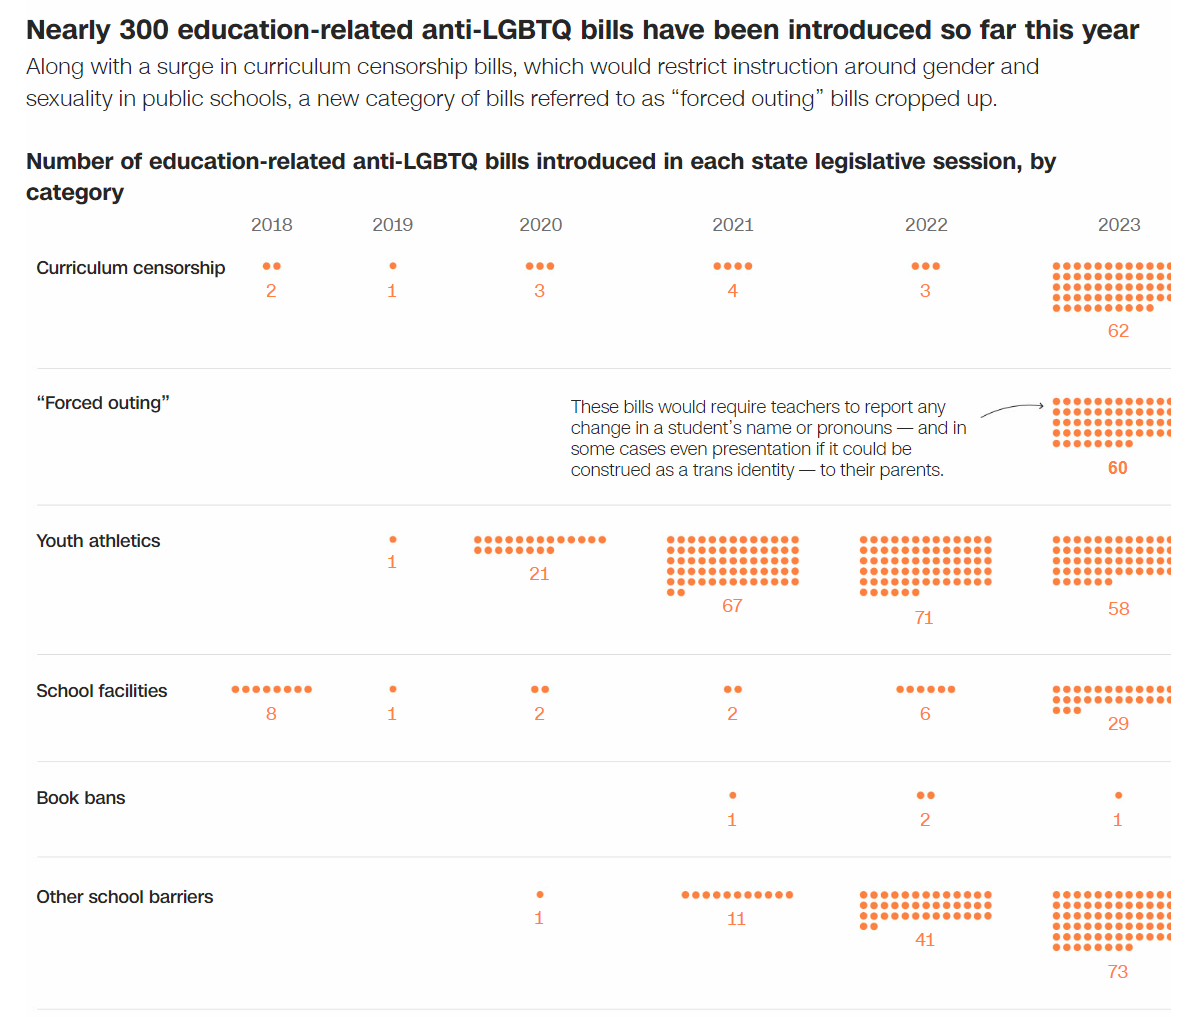 Nearly 300 education-related anti-LGBTQ bills have been introduced so far this year
Along with a surge in curriculum censorship bills, which would restrict instruction around gender and
sexuality in public schools, a new category of bills referred to as “forced outing” bills cropped up.
Number of education-related anti-LGBTQ bills introduced in each state legislative session, by
category
2018 2019 2020 2021 2022 2023
Curriculum censorship
2 1 3 4 3 62
“Forced outing”
These bills would require teachers to report any
change in a student’s name or pronouns — and in
some cases even presentation if it could be
construed as a trans identity — to their parents.
60
Youth athletics
1 21 67 71 58
School facilities
8 1 2 2 6 29
Book bans
1 2 1
Other school barriers
1 11 41 73